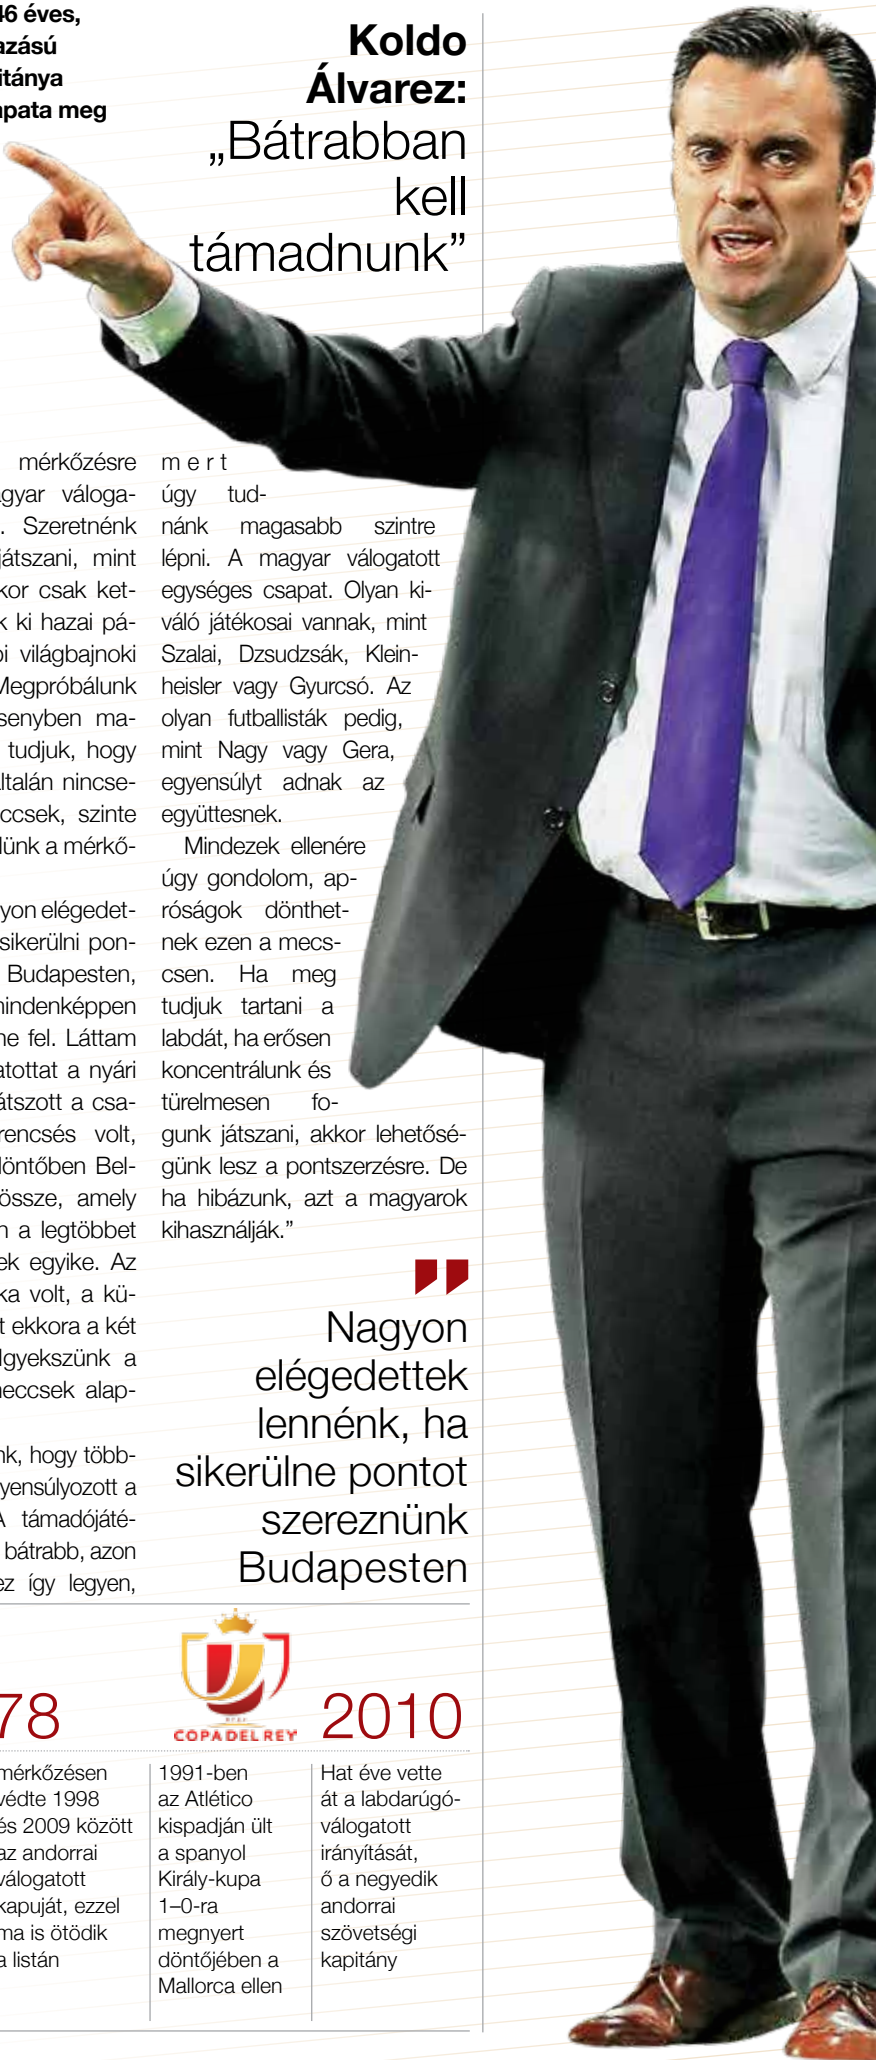 46 éves,
azású
itánya
apata meg
Koldo
Álvarez:
„Bátrabban
kell
támadnunk”
mérkőzésre
agyar váloga-
. Szeretnénk
játszani, mint
kor csak ket-
k ki hazai pá-
bi világbajnoki
Megpróbálunk
senyben ma-
tudjuk, hogy
általán nincse-
ccsek, szinte
lünk a mérkő-
yon elégedet-
sikerülni pon-
Budapesten,
mindenképpen
ne fel. Láttam
atottat a nyári
átszott a csa-
rencsés volt,
döntőben Bel-
össze, amely
n a legtöbbet
ek egyike. Az
ka volt, a kü-
t ekkora a két
Igyekszünk a
neccsek alap-
nk, hogy több-
yensúlyozott a
A támadójáté-
bátrabb, azon
ez így legyen,
mert
úgy tud-
nánk magasabb szintre
lépni. A magyar válogatott
egységes csapat. Olyan ki-
váló játékosai vannak, mint
Szalai, Dzsudzsák, Klein-
heisler vagy Gyurcsó. Az
olyan futballisták pedig,
mint Nagy vagy Gera,
egyensúlyt adnak az
együttesnek.
Mindezek ellenére
úgy gondolom, ap-
róságok dönthet-
nek ezen a mecs-
csen. Ha meg
tudjuk tartani a
labdát, ha erősen
koncentrálunk és
türelmesen fo-
gunk játszani, akkor lehetősé-
günk lesz a pontszerzésre. De
ha hibázunk, azt a magyarok
kihasználják.”
Nagyon
elégedettek
lennénk, ha
sikerülne pontot
szereznünk
Budapesten
78
mérkőzésen
védte 1998
és 2009 között
az andorrai
válogatott
kapuját, ezzel
ma is ötödik
a listán
COPA DEL REY
1991-ben
az Atlético
kispadján ült
a spanyol
Király-kupa
1–0-ra
megnyert
döntőjében a
Mallorca ellen
2010
Hat éve vette
át a labdarúgó-
válogatott
irányítását,
ő a negyedik
andorrai
szövetségi
kapitány